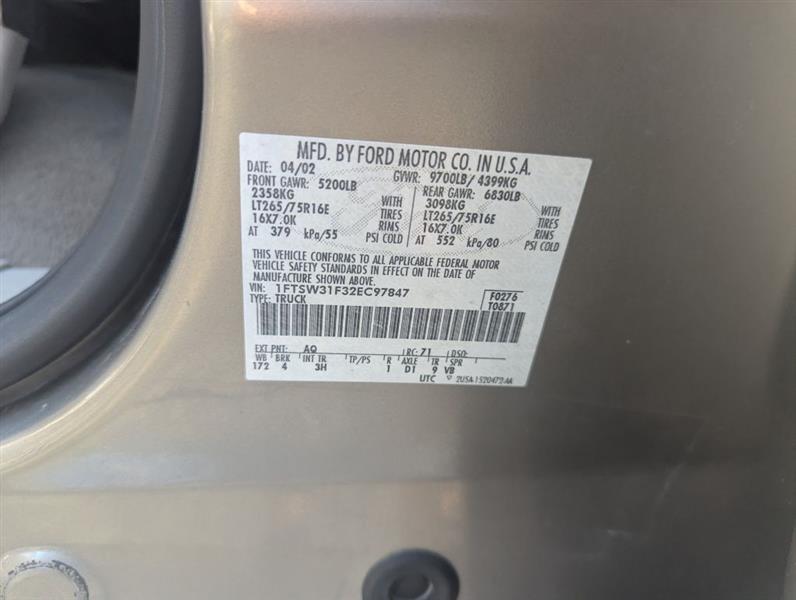 MFD. BY FORD MOTOR CO. IN U.S.A.
DATE: 04/02 GVWR: 9700LB/ 4399KG
FRONT GAWR: 5200LB REAR GAWR: 6830LB
2358KG 3098KG
LT265/75R16E WITH TIRES LT265/75R16E WITH TIRES
16X7.0K RIMS 16X7.0K RIMS
AT 379 kPa/55 PSI COLD AT 552 kPa/80 PSI COLD
THIS VEHICLE CONFORMS TO ALL APPLICABLE FEDERAL MOTOR
VEHICLE SAFETY STANDARDS IN EFFECT ON THE DATE OF
MANUFACTURE SHOWN ABOVE.
VIN: 1FTSW31F32EC97847 F0276
TYPE: TRUCK T0871
EXT PNT: AQ RC: 71 DSO:
WB BRK INT TR TP/PS R AXLE TR SPR
172 4 3H 1 D1 9 VB
UTC 2U5A-1520472-AA